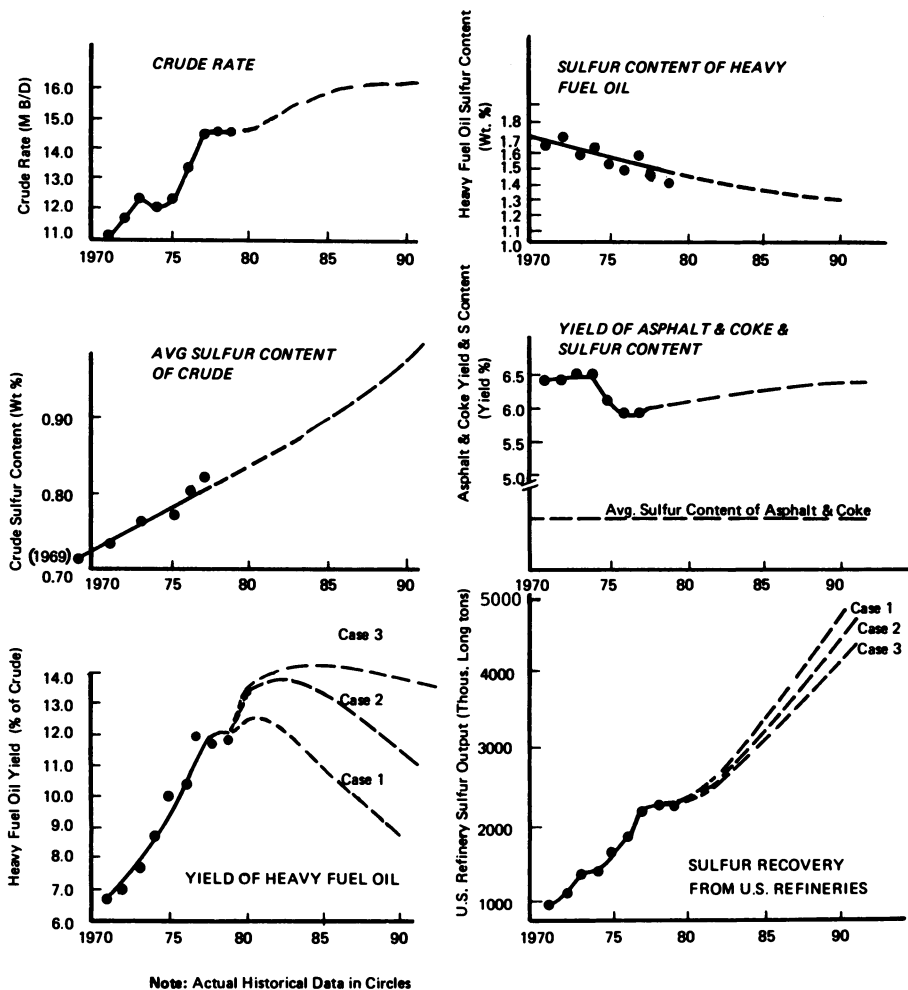 CRUDE RATE
Crude Rate (M B/D)
16.0
15.0
14.0
13.0
12.0
11.0
1970 75 80 85 90
SULFUR CONTENT OF HEAVY
FUEL OIL
Heavy Fuel Oil Sulfur Content
(Wt. %)
1.8
1.7
1.6
1.5
1.4
1.3
1.2
1.1
1.0
1970 75 80 85 90
AVG SULFUR CONTENT
OF CRUDE
Crude Sulfur Content (Wt %)
0.90
0.80
(1969)
0.70
1970 75 80 85 90
YIELD OF ASPHALT & COKE &
SULFUR CONTENT
Asphalt & Coke Yield & S Content
(Yield %)
6.5
6.0
5.5
5.0
Avg. Sulfur Content of Asphalt & Coke
1970 75 80 85 90
Case 3
Case 2
Case 1
Heavy Fuel Oil Yield (% of Crude)
14.0
13.0
12.0
11.0
10.0
9.0
8.0
7.0
6.0
YIELD OF HEAVY FUEL OIL
1970 75 80 85 90
U.S. Refinery Sulfur Output (Thous. Long tons)
5000
4000
3000
2000
1000
Case 1
Case 2
Case 3
SULFUR RECOVERY
FROM U.S. REFINERIES
1970 75 80 85 90
Note: Actual Historical Data in Circles